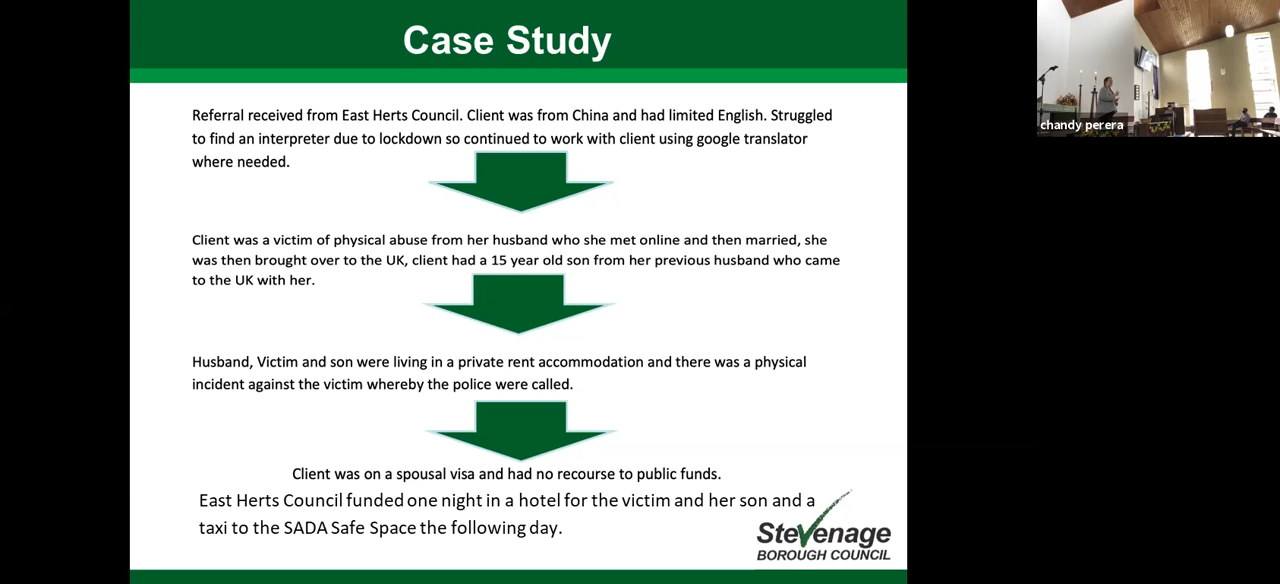 Case Study
Referral received from East Herts Council. Client was from China and had limited English. Struggled
to find an interpreter due to lockdown so continued to work with client using google translator
where needed.
Client was a victim of physical abuse from her husband who she met online and then married, she
was then brought over to the UK, client had a 15 year old son from her previous husband who came
to the UK with her.
Husband, Victim and son were living in a private rent accommodation and there was a physical
incident against the victim whereby the police were called.
Client was on a spousal visa and had no recourse to public funds.
East Herts Council funded one night in a hotel for the victim and her son and a
taxi to the SADA Safe Space the following day.
Stevenage
BOROUGH COUNCIL
chandy perera